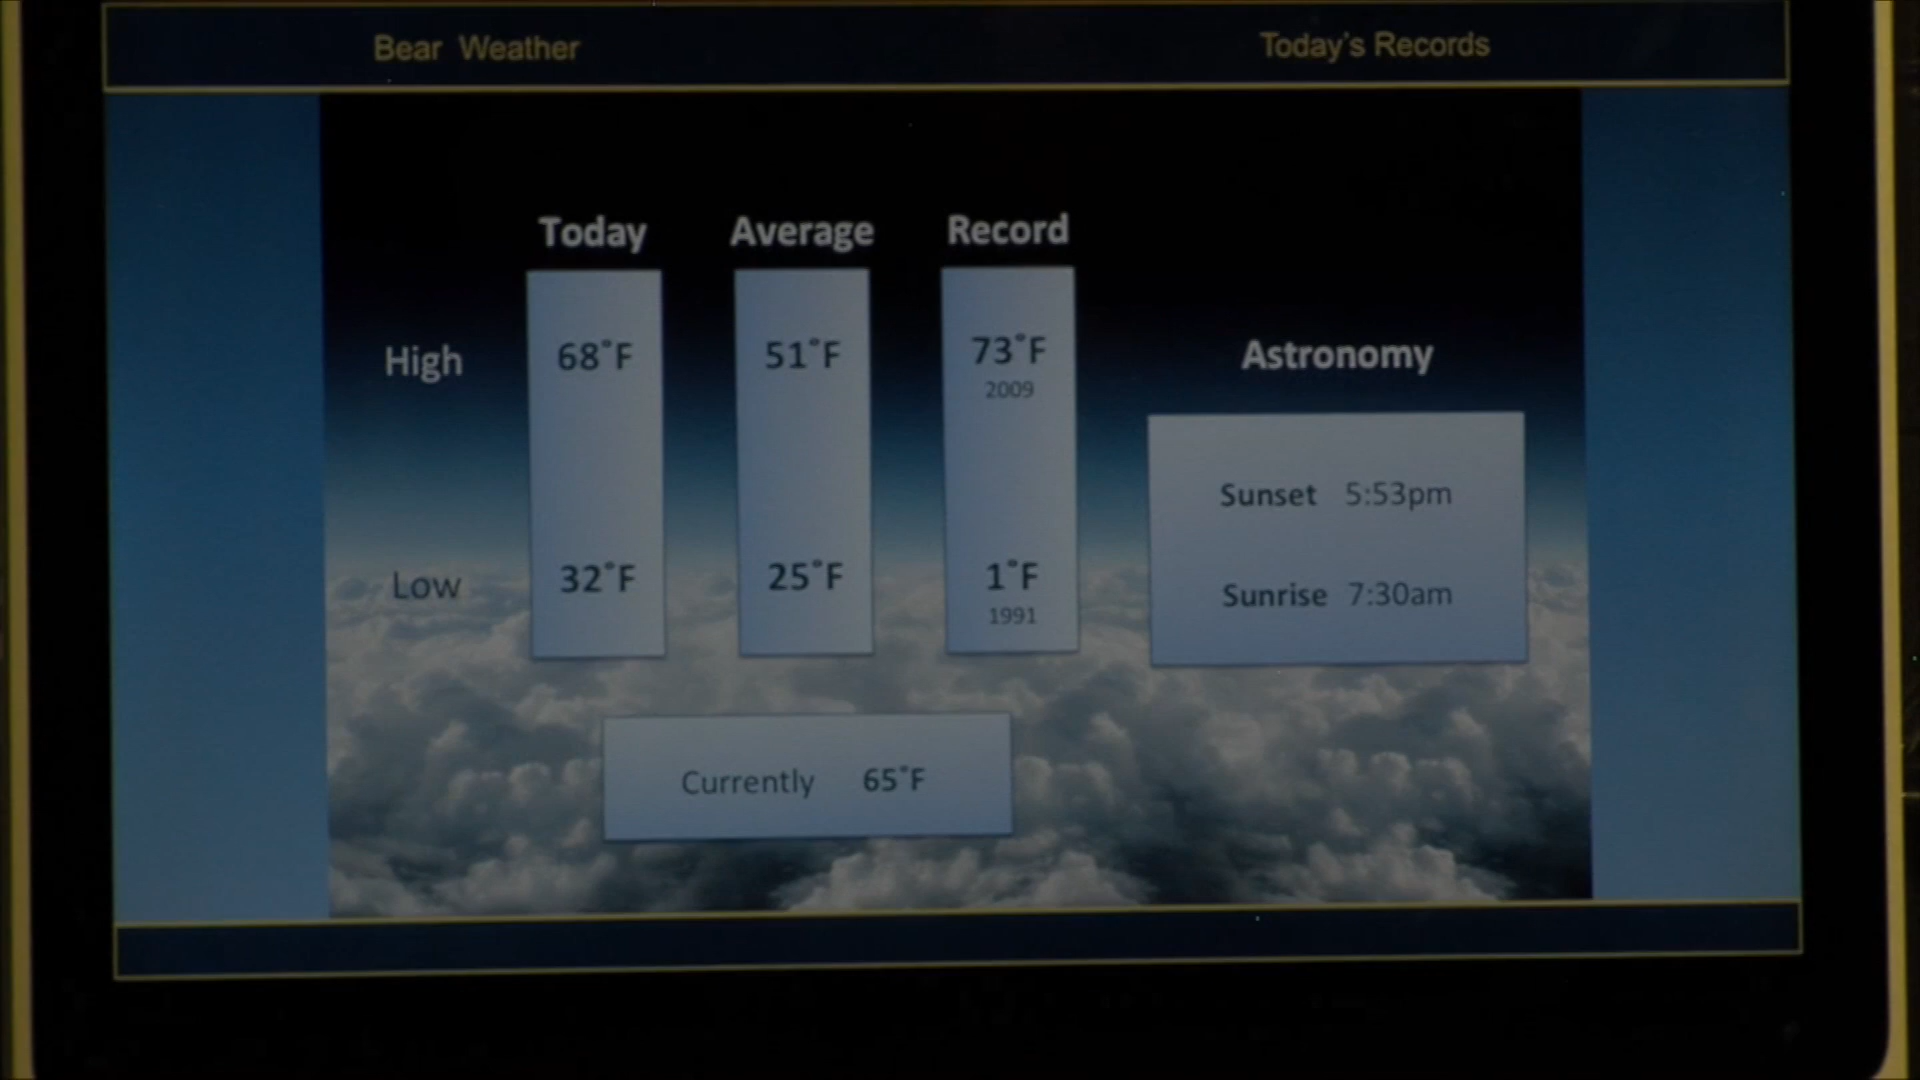 Bear Weather Today's Records
Today Average Record
High 68°F 51°F 73°F
2009
Low 32°F 25°F 1°F
1991
Astronomy
Sunset 5:53pm
Sunrise 7:30am
Currently 65°F